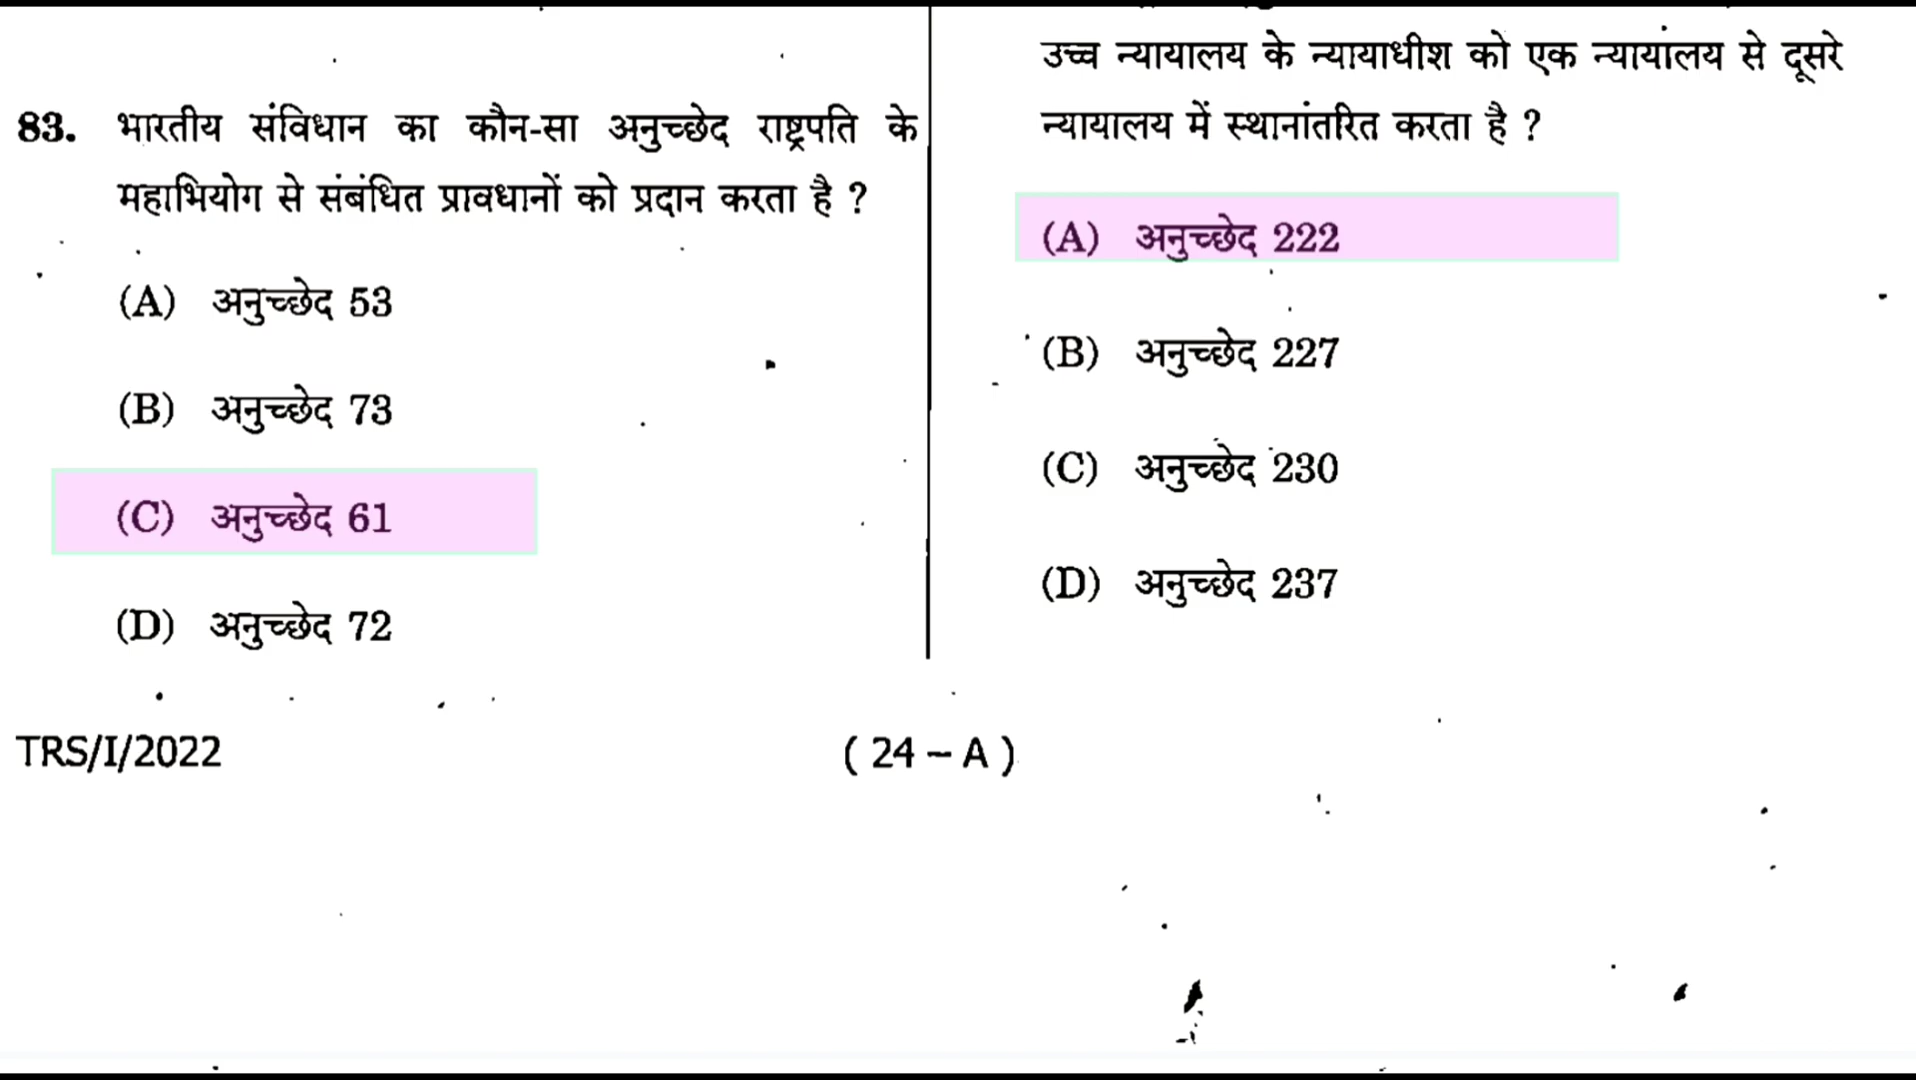 83. भारतीय संविधान का कौन-सा अनुच्छेद राष्ट्रपति के
महाभियोग से संबंधित प्रावधानों को प्रदान करता है ?
(A) अनुच्छेद 53
(B) अनुच्छेद 73
(C) अनुच्छेद 61
(D) अनुच्छेद 72
उच्च न्यायालय के न्यायाधीश को एक न्यायालय से दूसरे
न्यायालय में स्थानांतरित करता है ?
(A) अनुच्छेद 222
(B) अनुच्छेद 227
(C) अनुच्छेद 230
(D) अनुच्छेद 237
TRS/I/2022
( 24 – A )